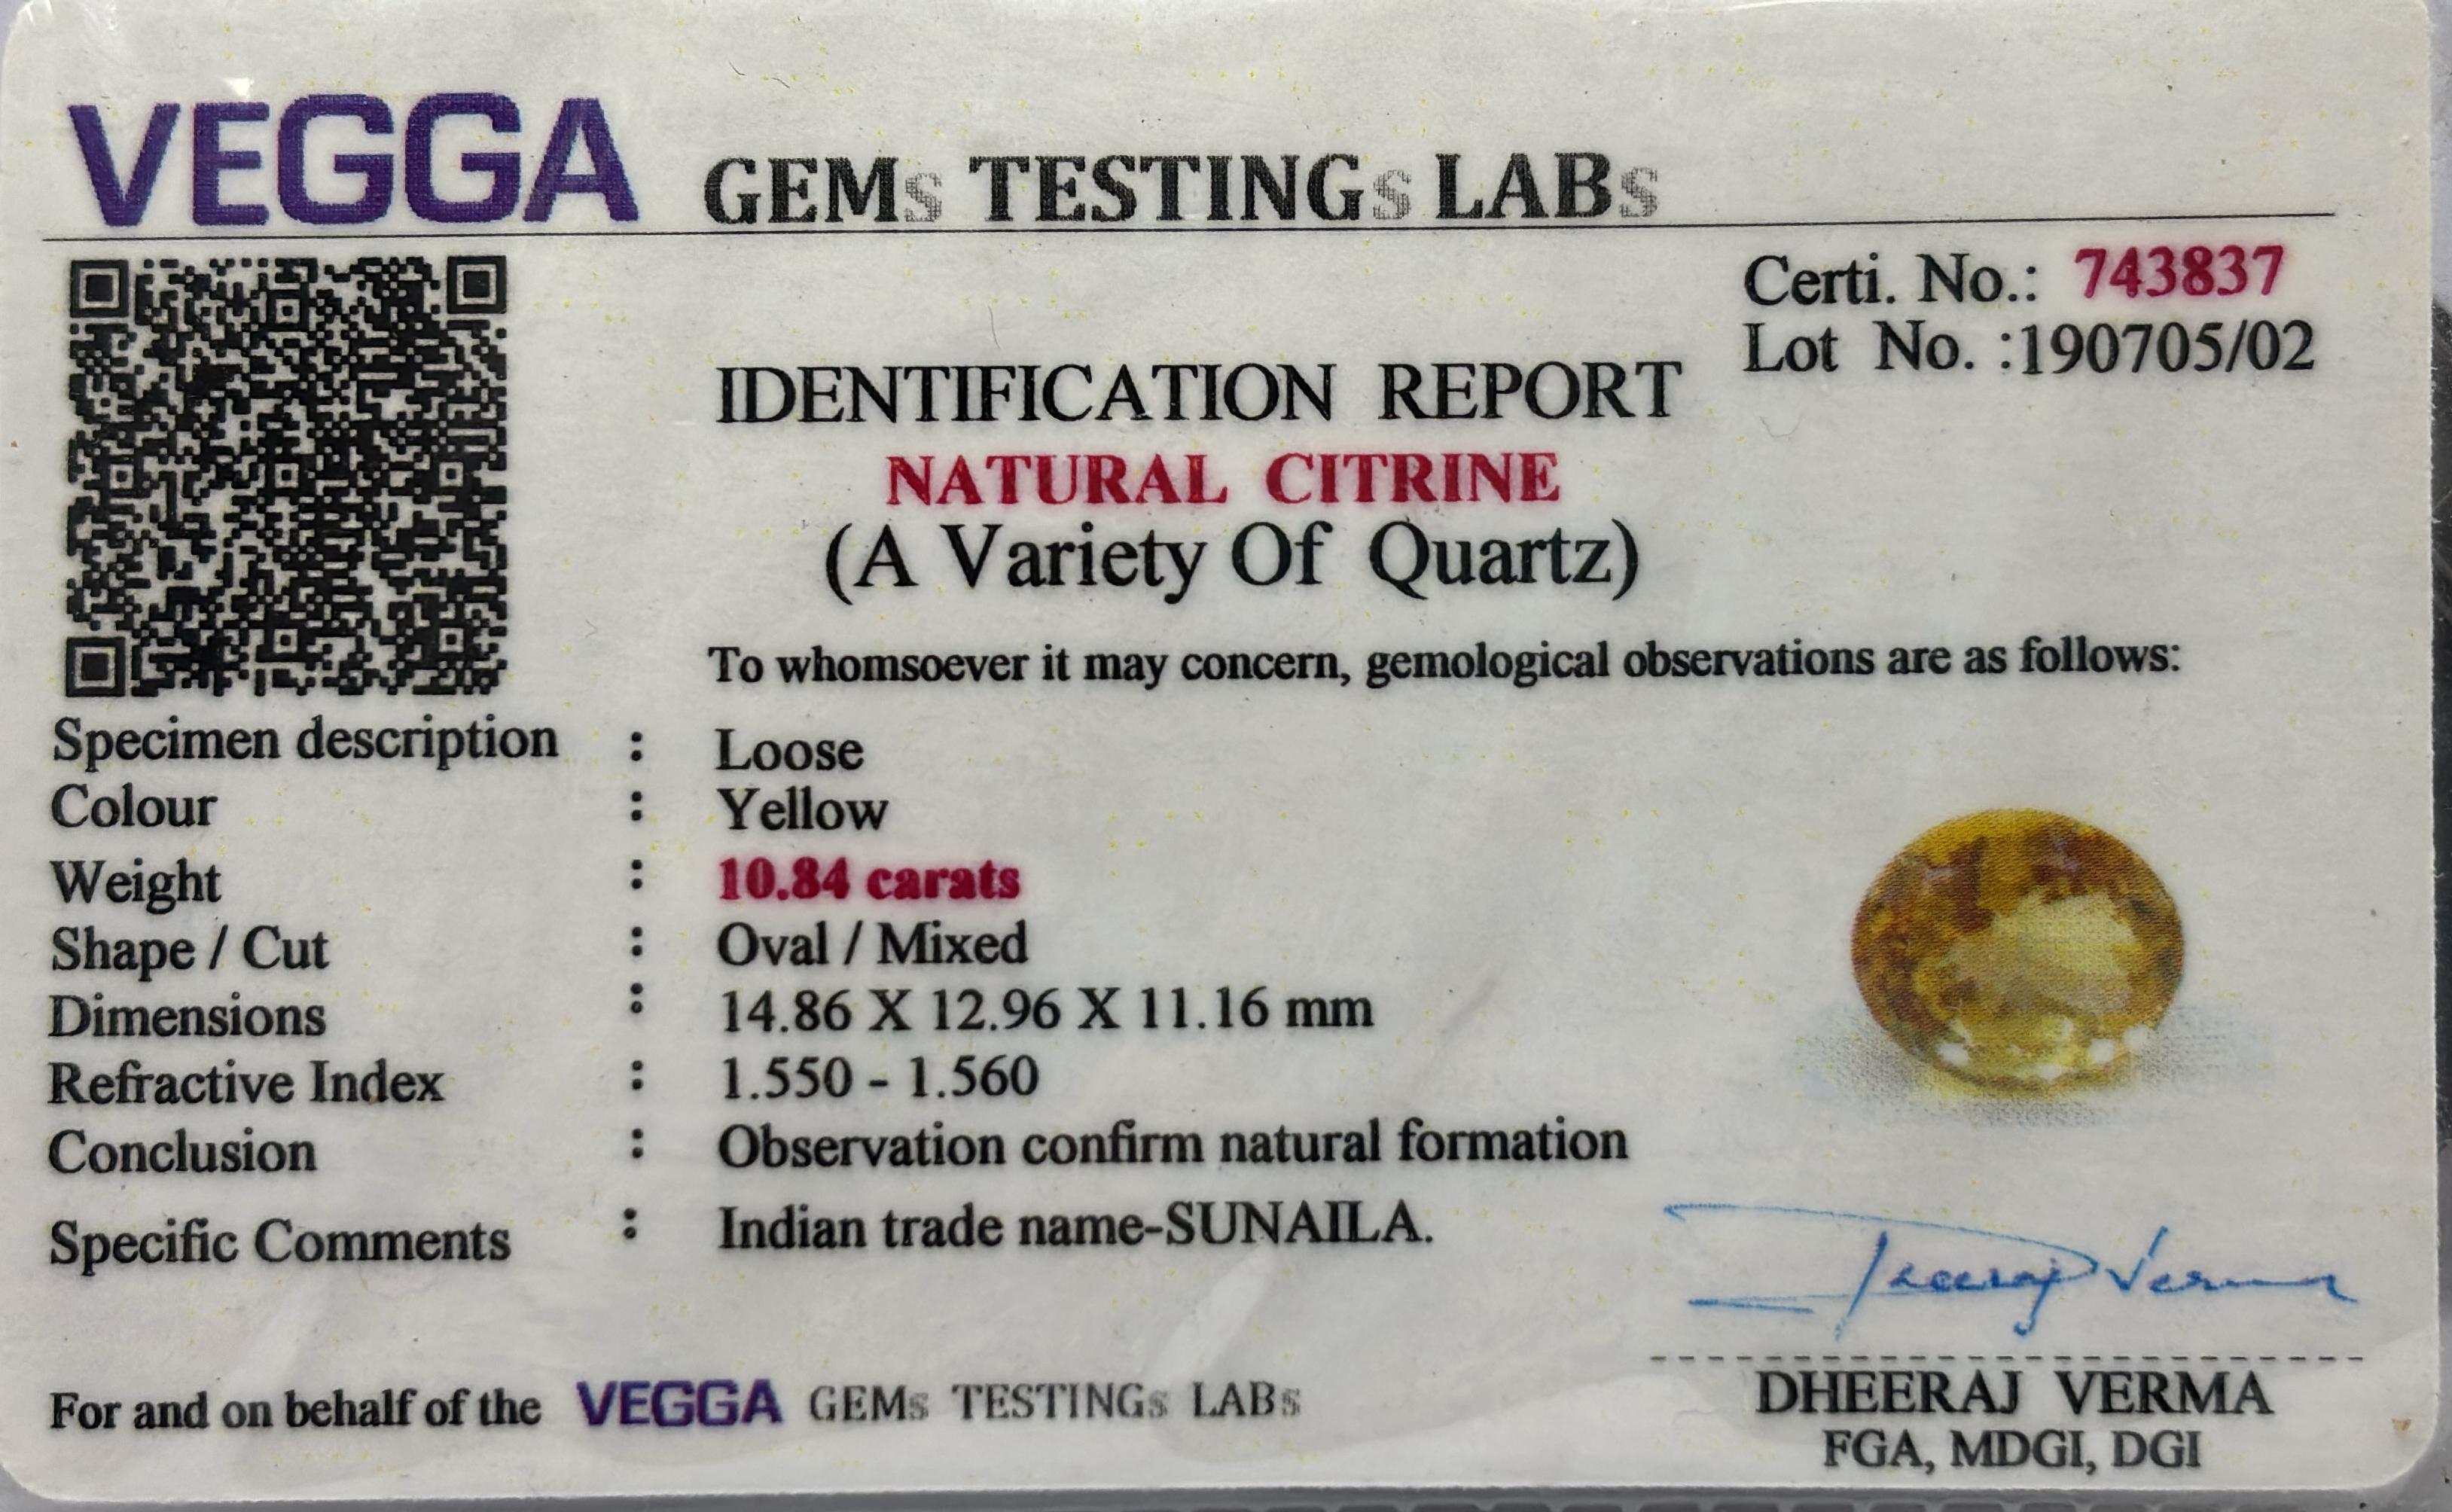 VEGGA GEMs TESTINGs LABs
Certi. No.: 743837
Lot No. :190705/02
IDENTIFICATION REPORT
NATURAL CITRINE
(A Variety Of Quartz)
To whomsoever it may concern, gemological observations are as follows:
Specimen description : Loose
Colour : Yellow
Weight : 10.84 carats
Shape / Cut : Oval / Mixed
Dimensions : 14.86 X 12.96 X 11.16 mm
Refractive Index : 1.550 - 1.560
Conclusion : Observation confirm natural formation
Specific Comments : Indian trade name-SUNAILA.
Dheeraj Verma
For and on behalf of the VEGGA GEMs TESTINGs LABs
DHEERAJ VERMA
FGA, MDGI, DGI